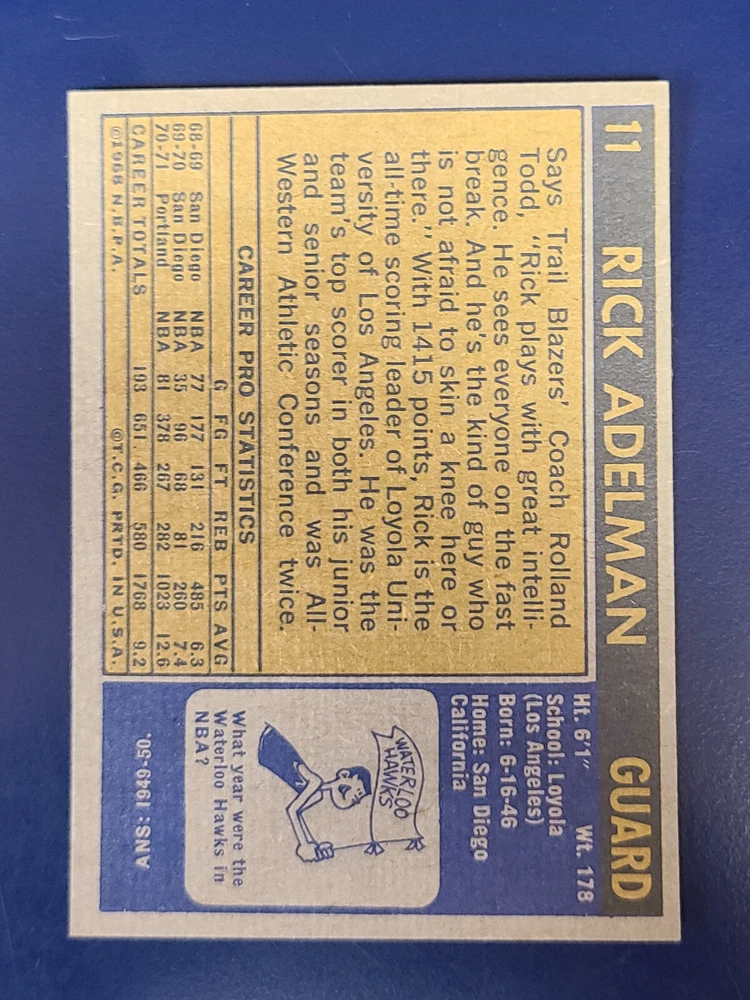 11 RICK ADELMAN GUARD
Says Trail Blazers' Coach Rolland
Todd, "Rick plays with great intelli-
gence. He sees everyone on the fast
break. And he's the kind of guy who
is not afraid to skin a knee here or
there." With 1415 points, Rick is the
all-time scoring leader of Loyola Uni-
versity of Los Angeles. He was the
team's top scorer in both his junior
and senior seasons and was All-
Western Athletic Conference twice.
CAREER PRO STATISTICS
G FG FT REB PTS AVG
68-69 San Diego NBA 77 177 131 216 485 6.3
69-70 San Diego NBA 35 96 68 81 260 7.4
70-71 Portland NBA 81 378 267 282 1023 12.6
CAREER TOTALS 193 651 466 580 1768 9.2
©1968 N.B.P.A. ©T.C.G. PRTD. IN U.S.A.
Ht. 6'1" Wt. 178
School: Loyola
(Los Angeles)
Born: 6-16-46
Home: San Diego
California
WATERLOO
HAWKS
What year were the
Waterloo Hawks in
NBA?
ANS: 1949-50.